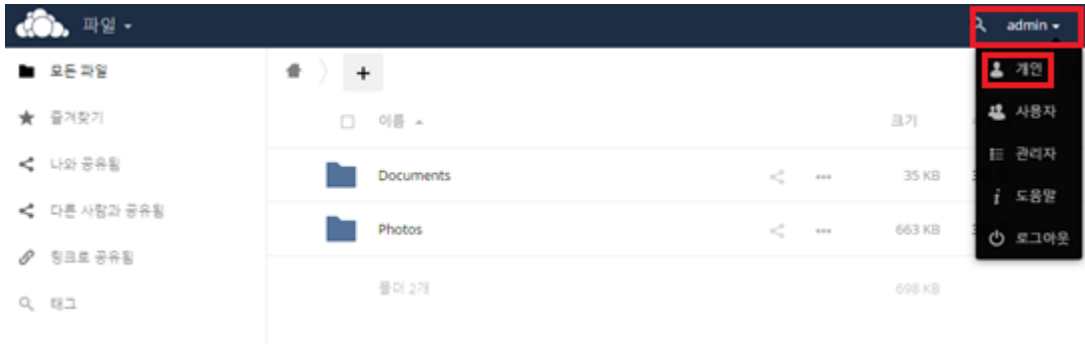 파일
admin
모든 파일
즐겨찾기
나와 공유됨
다른 사람과 공유됨
링크로 공유됨
태그
+
이름
크기
Documents
35 KB
Photos
663 KB
폴더 2개
698 KB
개인
사용자
관리자
도움말
로그아웃